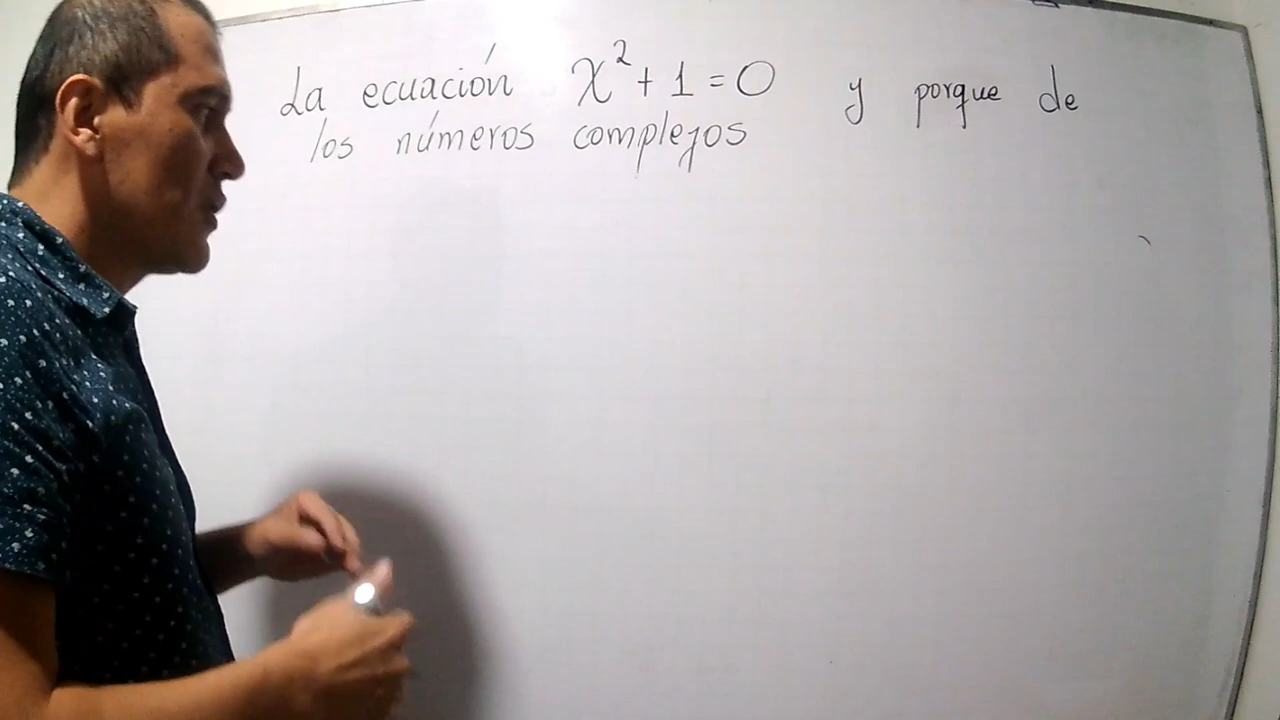 La ecuación x² + 1 = 0 y porque de
los números complejos